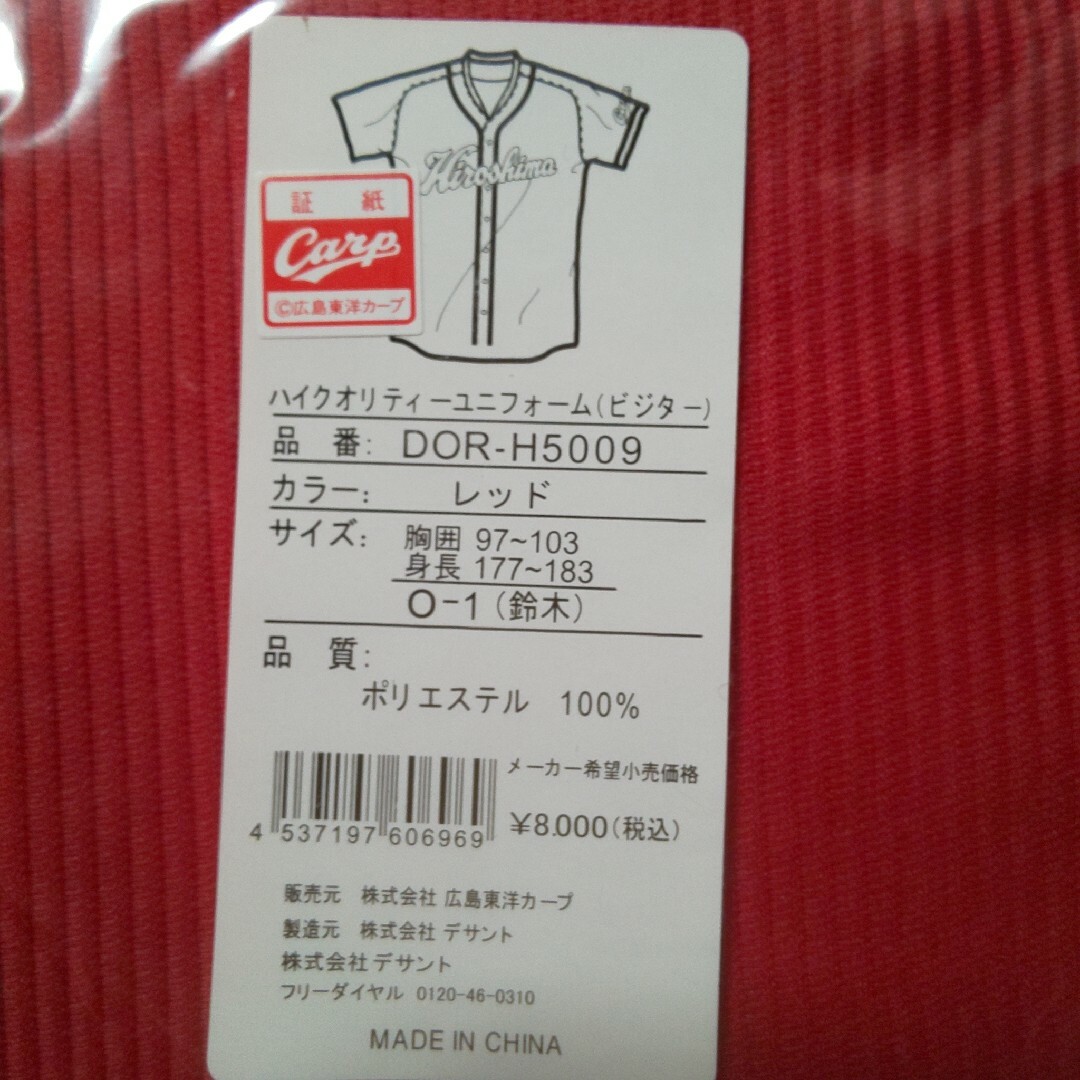 Hiroshima
証 紙
Carp
©広島東洋カープ
ハイクオリティーユニフォーム(ビジター)
品 番: DOR-H5009
カラー: レッド
サイズ: 胸囲 97~103
身長 177~183
O-1(鈴木)
品 質:
ポリエステル 100%
メーカー希望小売価格
¥8.000(税込)
4 537197 606969
販売元 株式会社 広島東洋カープ
製造元 株式会社 デサント
株式会社デサント
フリーダイヤル 0120-46-0310
MADE IN CHINA